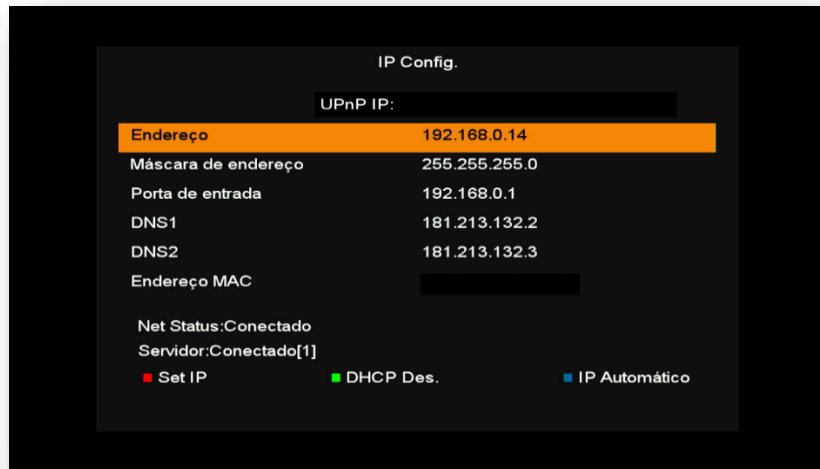 IP Config.
UPnP IP:
Endereço 192.168.0.14
Máscara de endereço 255.255.255.0
Porta de entrada 192.168.0.1
DNS1 181.213.132.2
DNS2 181.213.132.3
Endereço MAC
Net Status:Conectado
Servidor:Conectado[1]
Set IP DHCP Des. IP Automático